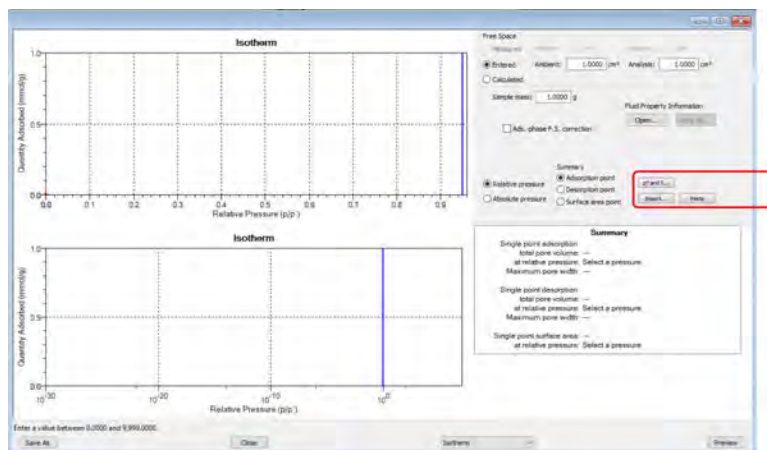 Isotherm
1.0
0.5
0.0
Quantity Adsorbed (mmol/g)
0.0 0.1 0.2 0.3 0.4 0.5 0.6 0.7 0.8 0.9
Relative Pressure (p/p°)
Isotherm
1.0
0.5
0.0
Quantity Adsorbed (mmol/g)
10-30 10-20 10-10 100
Relative Pressure (p/p°)
Free Space
Entered Ambient: 1.0000 cm³ Analysis: 1.0000 cm³
Calculated
Sample mass: 1.0000 g
Fluid Property Information
Open...
Ads.-phase F.S. correction
Summary
Relative pressure Adsorption point
Desorption point
Absolute pressure Surface area point
p° and T...
Import... Paste
Summary
Single point adsorption
total pore volume: ---
at relative pressure: Select a pressure
Maximum pore width: ---
Single point desorption
total pore volume: ---
at relative pressure: Select a pressure
Maximum pore width: ---
Single point surface area: ---
at relative pressure: Select a pressure
Enter a value between 0.0000 and 9,999.0000.
Save As Close Isotherm Preview